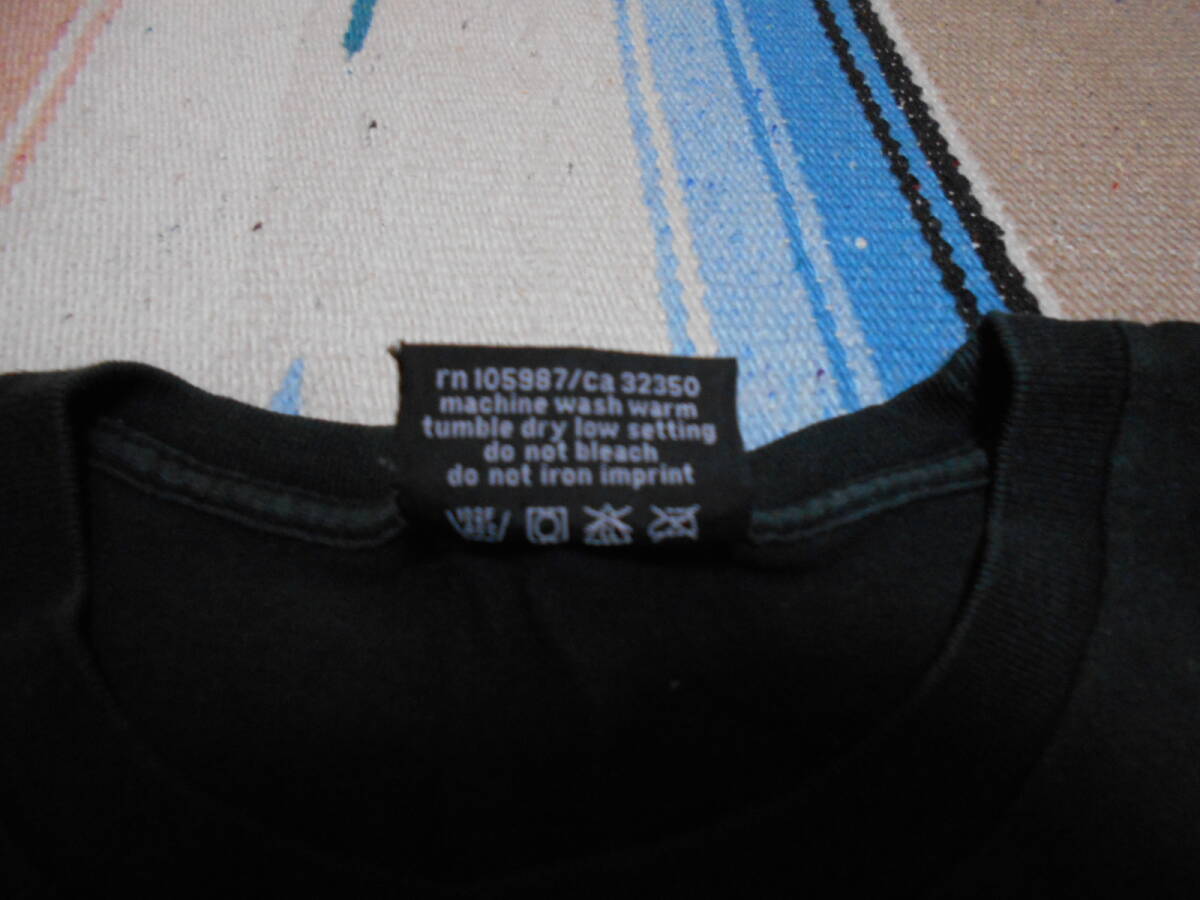 rn 105987/ca 32350
machine wash warm
tumble dry low setting
do not bleach
do not iron imprint